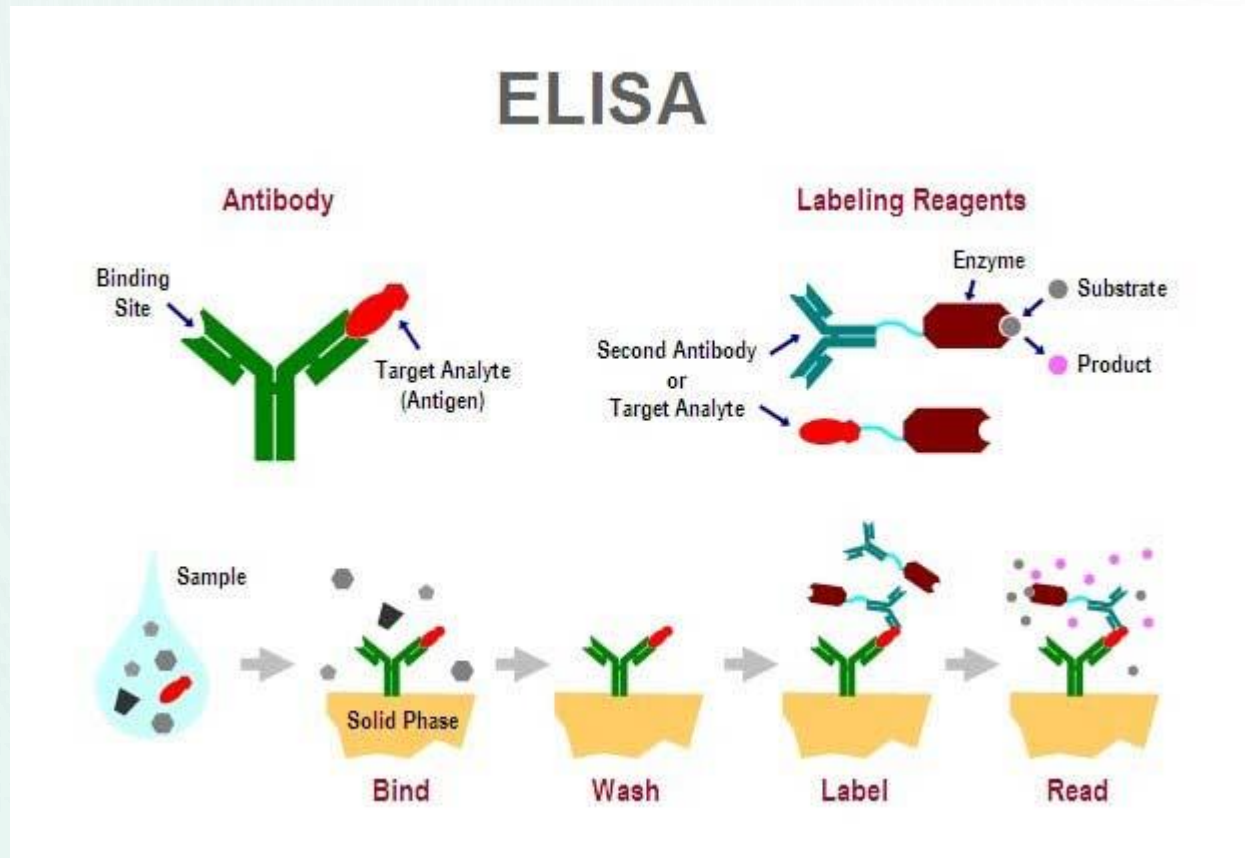 ELISA
Antibody
Labeling Reagents
Binding
Site
Target Analyte
(Antigen)
Enzyme
Substrate
Second Antibody
or
Target Analyte
Product
Sample
Solid Phase
Bind
Wash
Label
Read